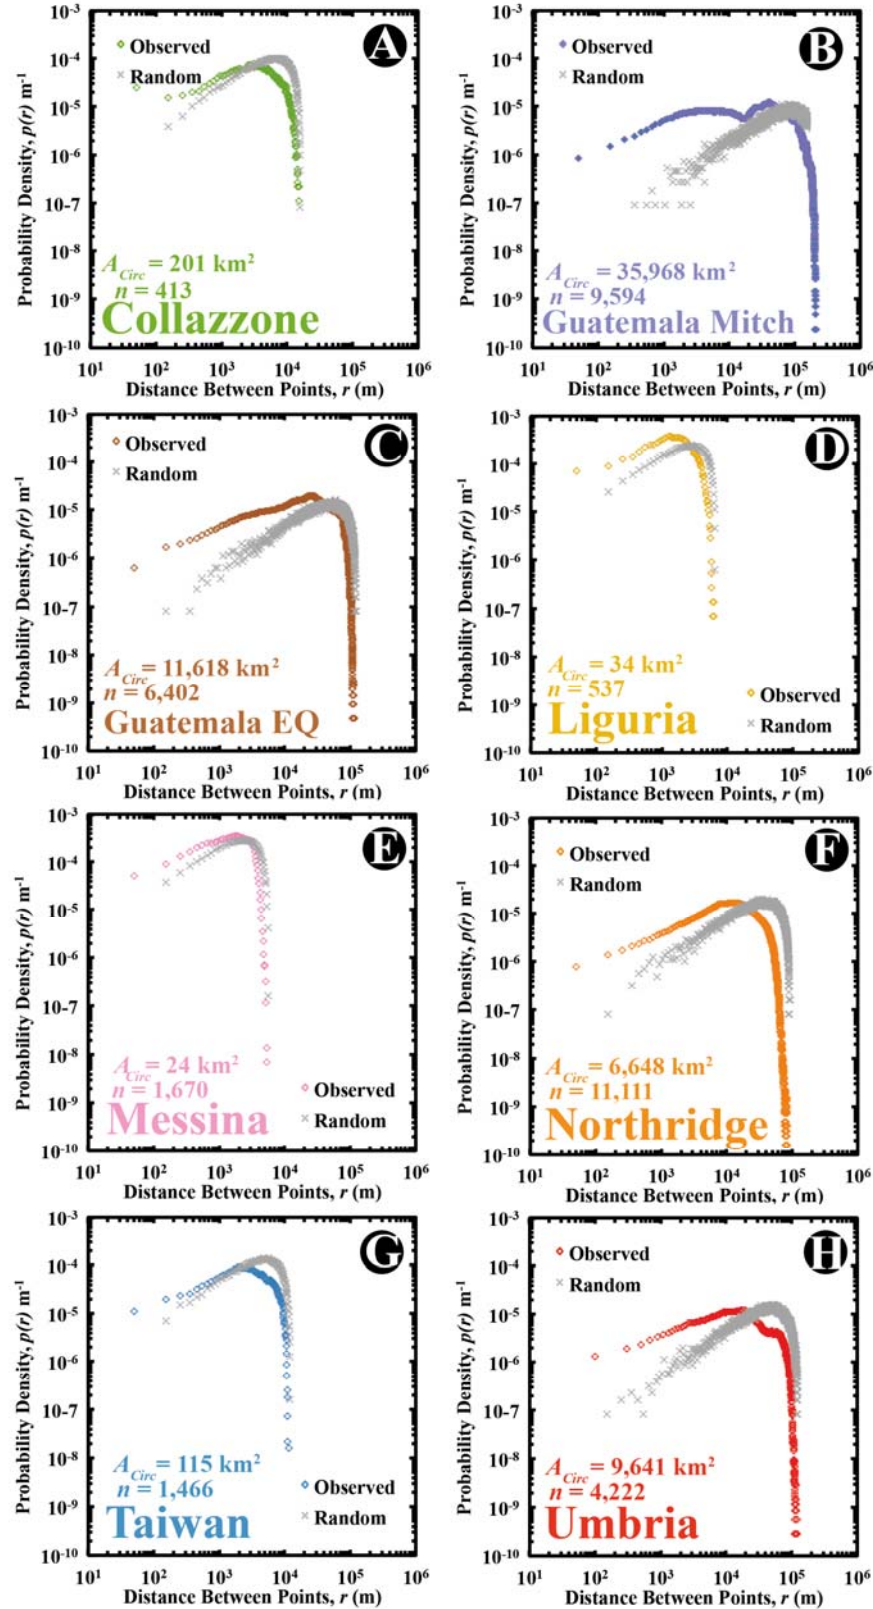 10-3
10-4
10-5
10-6
10-7
10-8
10-9
10-10
Probability Density, p(r) m-1
Observed
Random
A
ACirc = 201 km2
n = 413
Collazzone
101 102 103 104 105 106
Distance Between Points, r (m)
10-3
10-4
10-5
10-6
10-7
10-8
10-9
10-10
Probability Density, p(r) m-1
Observed
Random
B
ACirc = 35,968 km2
n = 9,594
Guatemala Mitch
101 102 103 104 105 106
Distance Between Points, r (m)
10-3
10-4
10-5
10-6
10-7
10-8
10-9
10-10
Probability Density, p(r) m-1
Observed
Random
C
ACirc = 11,618 km2
n = 6,402
Guatemala EQ
101 102 103 104 105 106
Distance Between Points, r (m)
10-3
10-4
10-5
10-6
10-7
10-8
10-9
10-10
Probability Density, p(r) m-1
D
ACirc = 34 km2
n = 537
Liguria
Observed
Random
101 102 103 104 105 106
Distance Between Points, r (m)
10-3
10-4
10-5
10-6
10-7
10-8
10-9
10-10
Probability Density, p(r) m-1
E
ACirc = 24 km2
n = 1,670
Messina
Observed
Random
101 102 103 104 105 106
Distance Between Points, r (m)
10-3
10-4
10-5
10-6
10-7
10-8
10-9
10-10
Probability Density, p(r) m-1
Observed
Random
F
ACirc = 6,648 km2
n = 11,111
Northridge
101 102 103 104 105 106
Distance Between Points, r (m)
10-3
10-4
10-5
10-6
10-7
10-8
10-9
10-10
Probability Density, p(r) m-1
G
ACirc = 115 km2
n = 1,466
Taiwan
Observed
Random
101 102 103 104 105 106
Distance Between Points, r (m)
10-3
10-4
10-5
10-6
10-7
10-8
10-9
10-10
Probability Density, p(r) m-1
Observed
Random
H
ACirc = 9,641 km2
n = 4,222
Umbria
101 102 103 104 105 106
Distance Between Points, r (m)